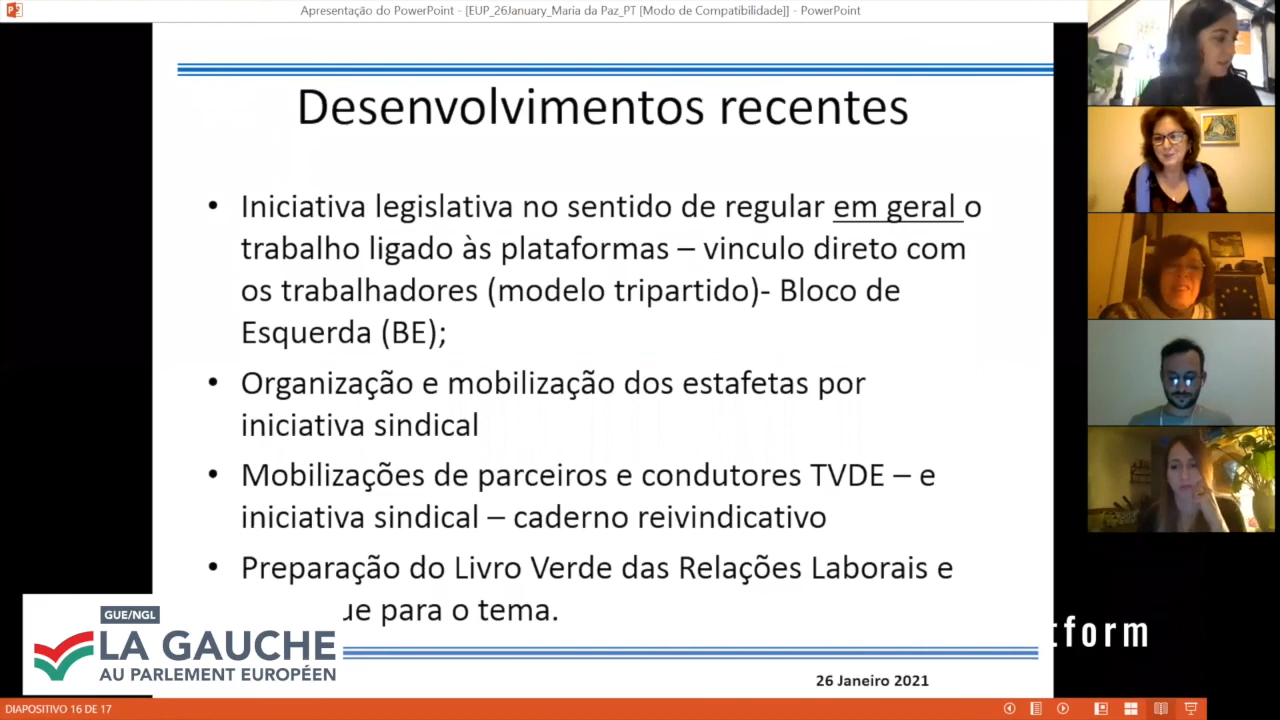 Apresentação do PowerPoint - [EUP_26January_Maria da Paz_PT [Modo de Compatibilidade]] - PowerPoint
Desenvolvimentos recentes
• Iniciativa legislativa no sentido de regular em geral o
trabalho ligado às plataformas – vinculo direto com
os trabalhadores (modelo tripartido)- Bloco de
Esquerda (BE);
• Organização e mobilização dos estafetas por
iniciativa sindical
• Mobilizações de parceiros e condutores TVDE – e
iniciativa sindical – caderno reivindicativo
• Preparação do Livro Verde das Relações Laborais e
para o tema.
GUE/NGL
LA GAUCHE
AU PARLEMENT EUROPÉEN
tform
26 Janeiro 2021
DIAPOSITIVO 16 DE 17